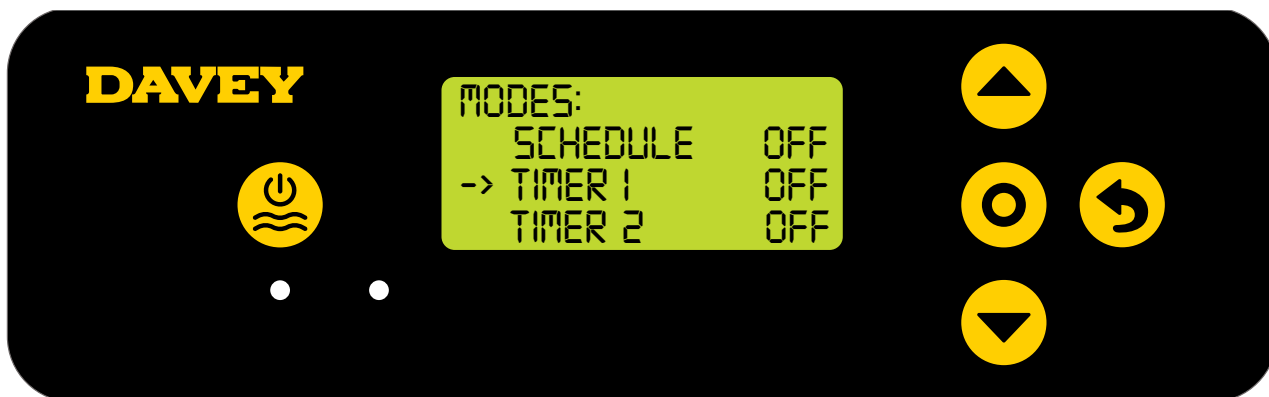 DAVEY
MODES:
SCHEDULE OFF
-> TIMER 1 OFF
TIMER 2 OFF